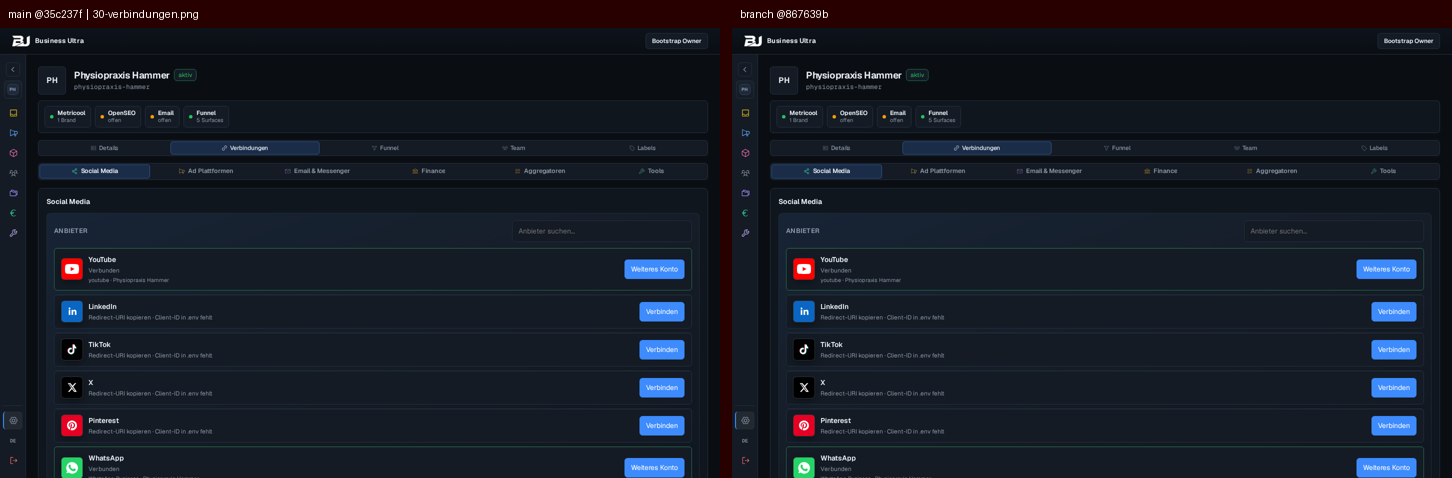 main @35c237f | 30-verbindungen.png
Business Ultra
Bootstrap Owner
PH
PH
Physiopraxis Hammer aktiv
physiopraxis-hammer
Metricool
1 Brand
OpenSEO
offen
Email
offen
Funnel
5 Surfaces
Details
Verbindungen
Funnel
Team
Labels
Social Media
Ad Plattformen
Email & Messenger
Finance
Aggregatoren
Tools
Social Media
ANBIETER
Anbieter suchen...
YouTube
Verbunden
youtube · Physiopraxis Hammer
Weiteres Konto
LinkedIn
Redirect-URI kopieren · Client-ID in .env fehlt
Verbinden
TikTok
Redirect-URI kopieren · Client-ID in .env fehlt
Verbinden
X
Redirect-URI kopieren · Client-ID in .env fehlt
Verbinden
Pinterest
Redirect-URI kopieren · Client-ID in .env fehlt
Verbinden
WhatsApp
Verbunden
Weiteres Konto
DE
branch @867639b
Business Ultra
Bootstrap Owner
PH
PH
Physiopraxis Hammer aktiv
physiopraxis-hammer
Metricool
1 Brand
OpenSEO
offen
Email
offen
Funnel
5 Surfaces
Details
Verbindungen
Funnel
Team
Labels
Social Media
Ad Plattformen
Email & Messenger
Finance
Aggregatoren
Tools
Social Media
ANBIETER
Anbieter suchen...
YouTube
Verbunden
youtube · Physiopraxis Hammer
Weiteres Konto
LinkedIn
Redirect-URI kopieren · Client-ID in .env fehlt
Verbinden
TikTok
Redirect-URI kopieren · Client-ID in .env fehlt
Verbinden
X
Redirect-URI kopieren · Client-ID in .env fehlt
Verbinden
Pinterest
Redirect-URI kopieren · Client-ID in .env fehlt
Verbinden
WhatsApp
Verbunden
Weiteres Konto
DE